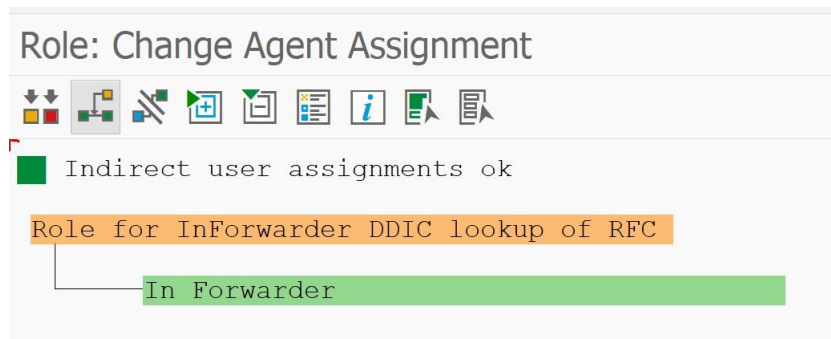 Role: Change Agent Assignment
Indirect user assignments ok
Role for InForwarder DDIC lookup of RFC
In Forwarder